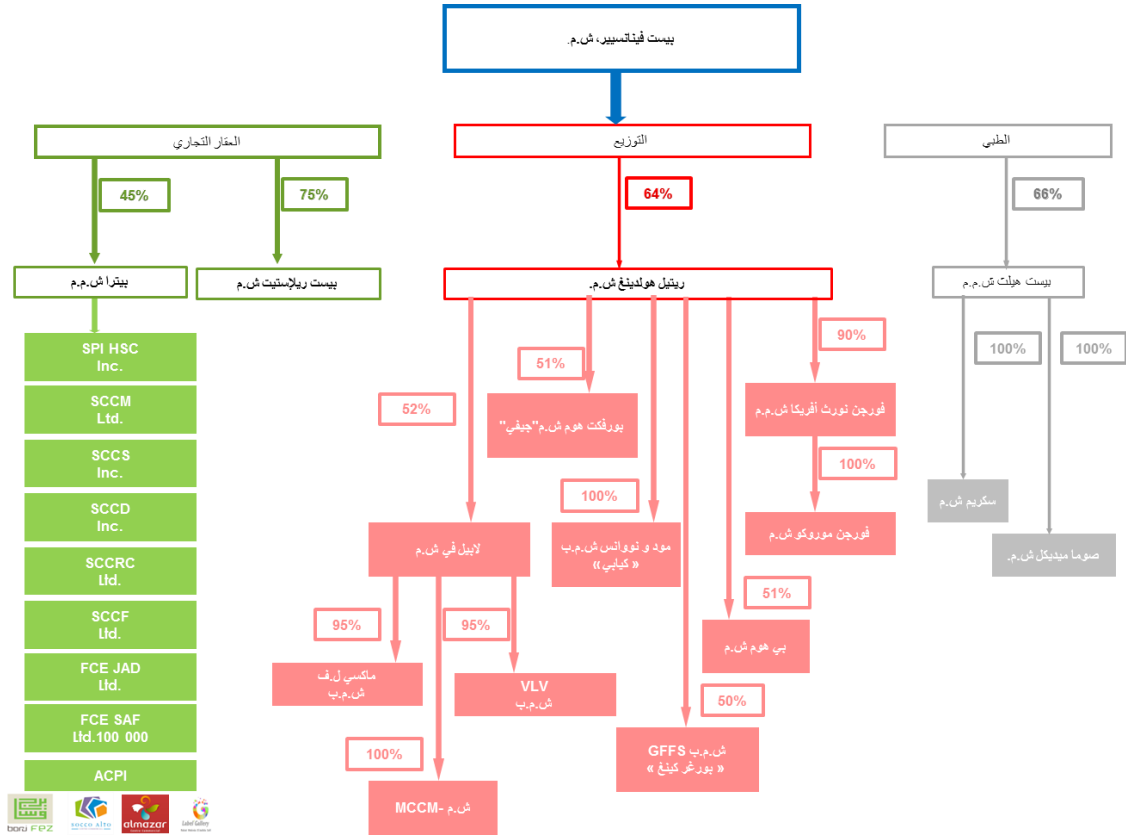 بيست فينانسيير، ش.م.
العقار التجاري
التوزيع
الطبي
45%
75%
64%
66%
بيترا ش.م.م
بيست ريلإستيت ش.م
ريتيل هولدينغ ش.م.
بيست هيلت ش.م.م
SPI HSC
Inc.
SCCM
Ltd.
SCCS
Inc.
SCCD
Inc.
SCCRC
Ltd.
SCCF
Ltd.
FCE JAD
Ltd.
FCE SAF
Ltd.100 000
ACPI
52%
51%
90%
100%
100%
بورفكت هوم ش.م"جيفي"
فورجن نورث أفريكا ش.م.م
100%
100%
سكريم ش.م
لابيل في ش.م
مود و نووانس ش.م.ب
« كيابي »
فورجن موروكو ش.م
صوما ميديكل ش.م.
95%
95%
51%
ماكسي ل.ف
ش.م.ب
VLV
ش.م.ب
بي هوم ش.م
50%
100%
GFFS ش.م.ب
« بورغر كينغ »
MCCM- ش.م
borj FEZ
socco alto
almazar
Label Gallery